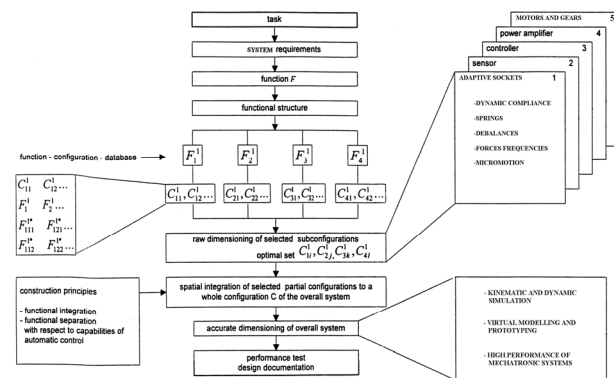 task
SYSTEM requirements
function F
functional structure
function - configuration - database
F₁¹ F₂¹ F₃¹ F₄¹
C₁₁¹, C₁₂¹... C₂₁¹, C₂₂¹... C₃₁¹, C₃₂¹... C₄₁¹, C₄₂¹...
C₁₁¹ C₁₂¹...
F₁¹ F₂¹...
F₁₁₁¹* F₁₂₁¹*...
F₁₁₂¹* F₁₂₂¹*...
raw dimensioning of selected subconfigurations
optimal set C₁ᵢ¹, C₂ⱼ¹, C₃ₖ¹, C₄ₗ¹
spatial integration of selected partial configurations to a
whole configuration C of the overall system
accurate dimensioning of overall system
performance test
design documentation
construction principles
- functional integration
- functional separation
with respect to capabilities of
automatic control
MOTORS AND GEARS 5
power amplifier 4
controller 3
sensor 2
ADAPTIVE SOCKETS 1
-DYNAMIC COMPLIANCE
-SPRINGS
-DEBALANCES
-FORCES FREQUENCIES
-MICROMOTION
- KINEMATIC AND DYNAMIC
SIMULATION
- VIRTUAL MODELLING AND
PROTOTYPING
- HIGH PERFORMANCE OF
MECHATRONIC SYSTEMS